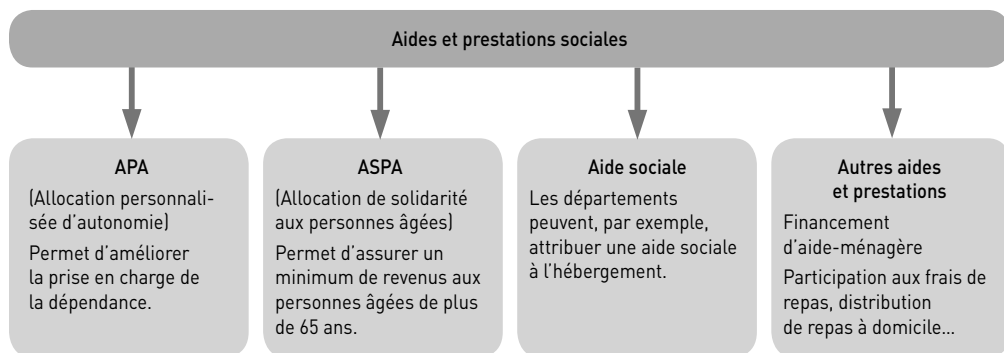 Aides et prestations sociales
APA
(Allocation personnali-
sée d'autonomie)
Permet d'améliorer
la prise en charge de
la dépendance.
ASPA
(Allocation de solidarité
aux personnes âgées)
Permet d'assurer un
minimum de revenus aux
personnes âgées de plus
de 65 ans.
Aide sociale
Les départements
peuvent, par exemple,
attribuer une aide sociale
à l'hébergement.
Autres aides
et prestations
Financement
d'aide-ménagère
Participation aux frais de
repas, distribution
de repas à domicile...